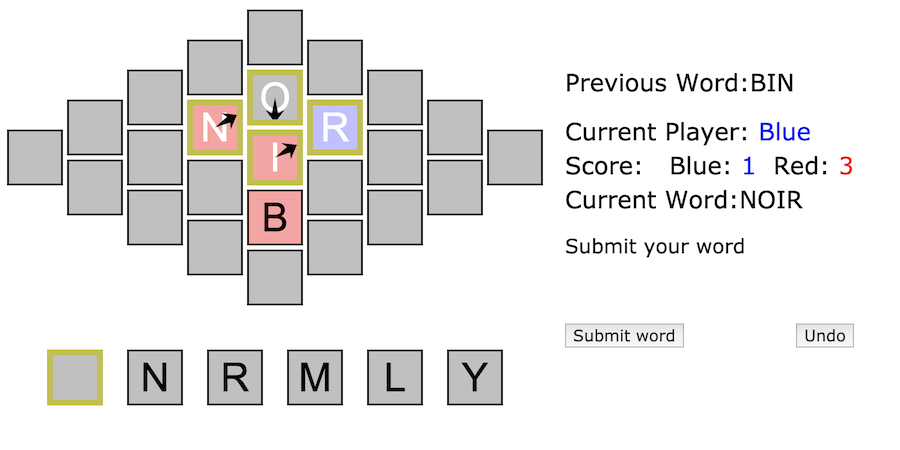 O
N R
I
B
N R M L Y
Previous Word:BIN
Current Player: Blue
Score: Blue: 1 Red: 3
Current Word:NOIR
Submit your word
Submit word Undo